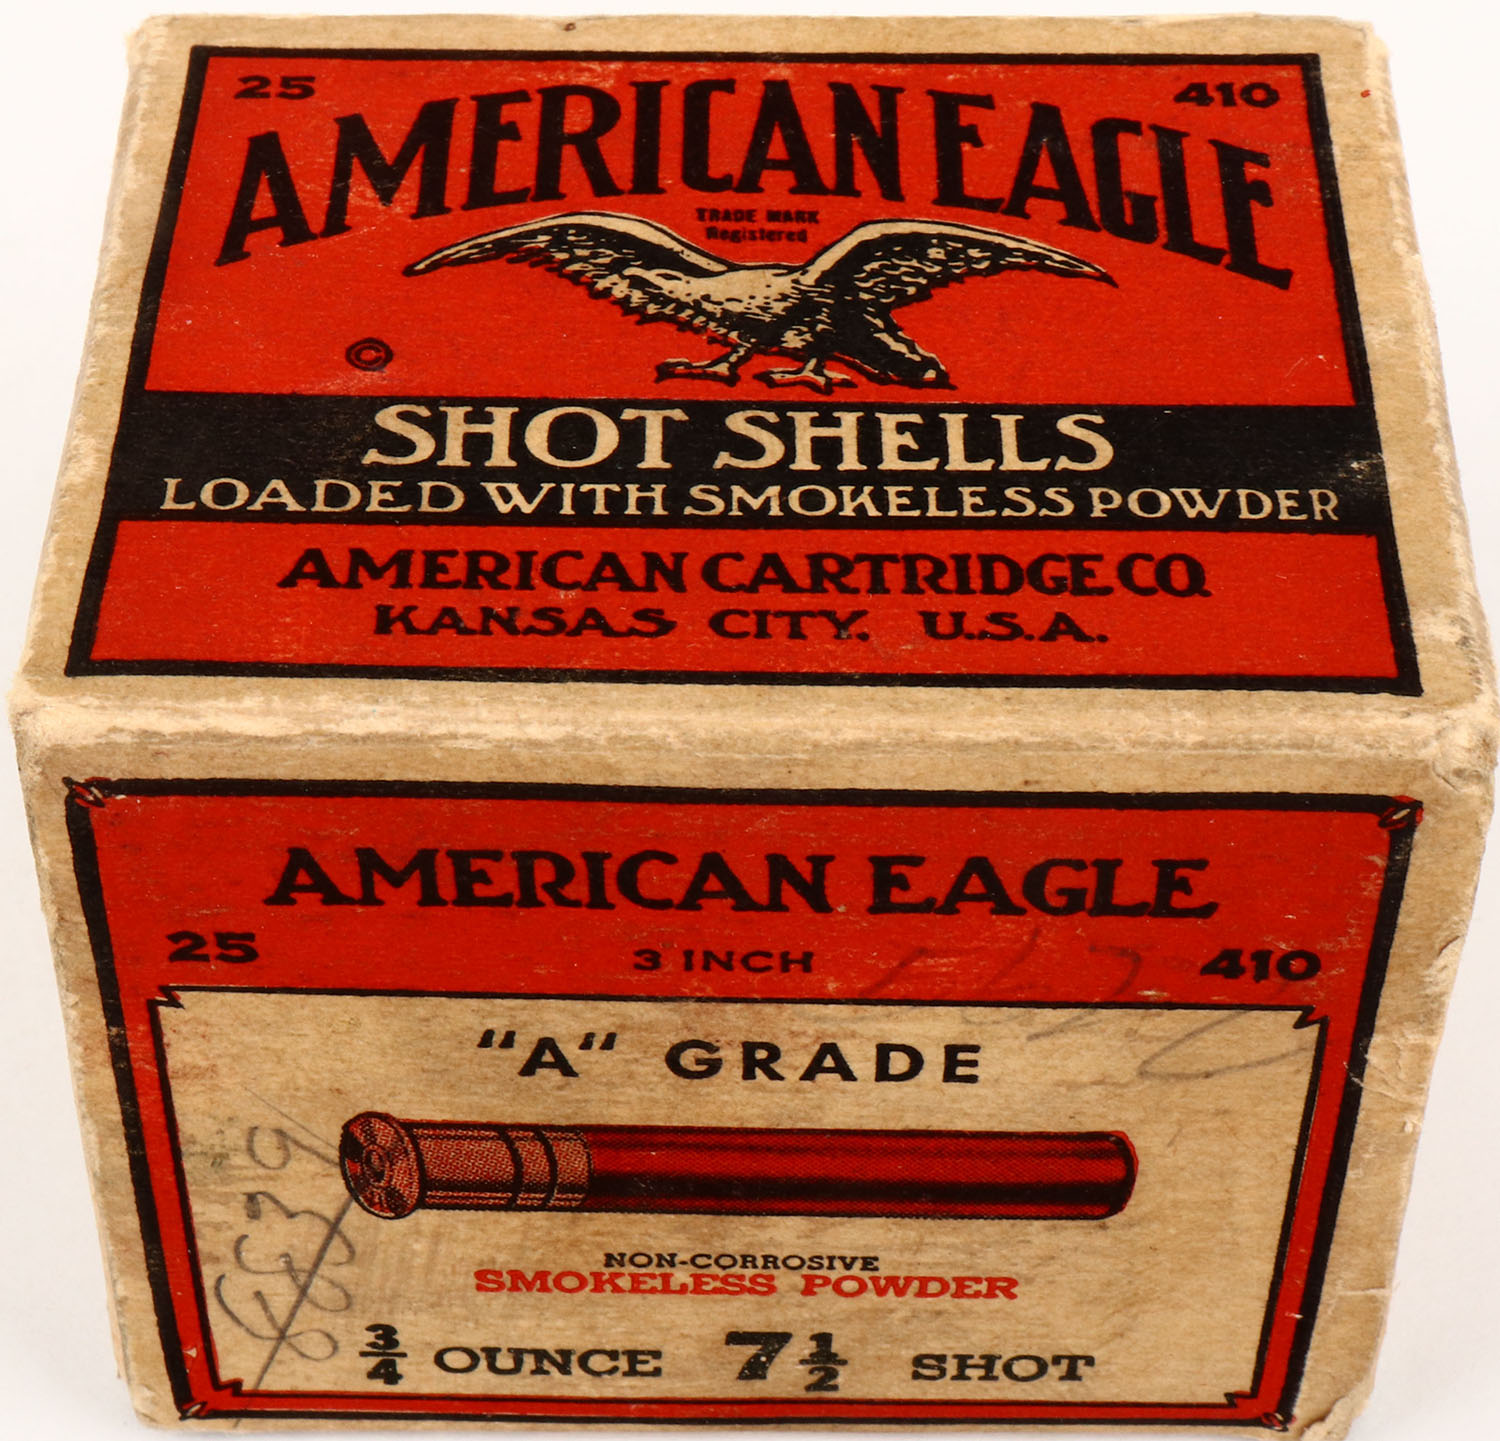 25 410
AMERICAN EAGLE
TRADE MARK
Registered
©
SHOT SHELLS
LOADED WITH SMOKELESS POWDER
AMERICAN CARTRIDGE CO.
KANSAS CITY. U.S.A.
AMERICAN EAGLE
25 3 INCH 410
"A" GRADE
NON-CORROSIVE
SMOKELESS POWDER
3/4 OUNCE 7 1/2 SHOT